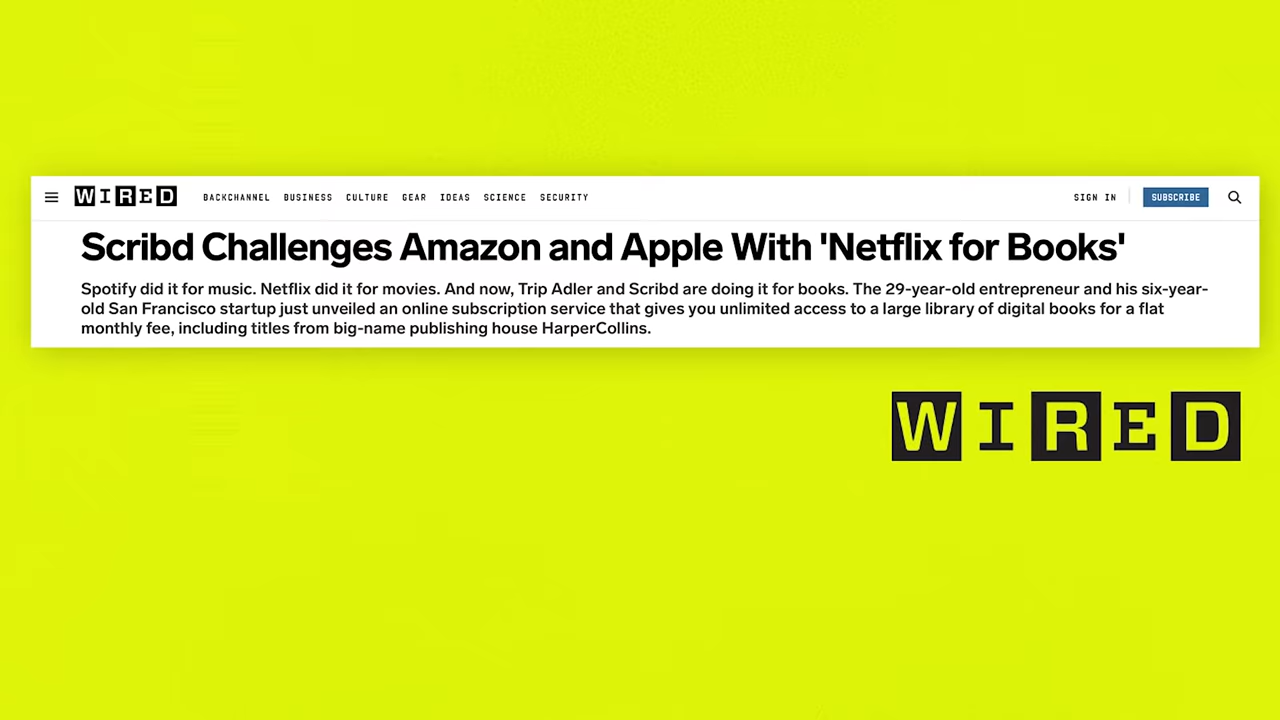 WIRED BACKCHANNEL BUSINESS CULTURE GEAR IDEAS SCIENCE SECURITY SIGN IN SUBSCRIBE
Scribd Challenges Amazon and Apple With 'Netflix for Books'
Spotify did it for music. Netflix did it for movies. And now, Trip Adler and Scribd are doing it for books. The 29-year-old entrepreneur and his six-year-
old San Francisco startup just unveiled an online subscription service that gives you unlimited access to a large library of digital books for a flat
monthly fee, including titles from big-name publishing house HarperCollins.
WIRED